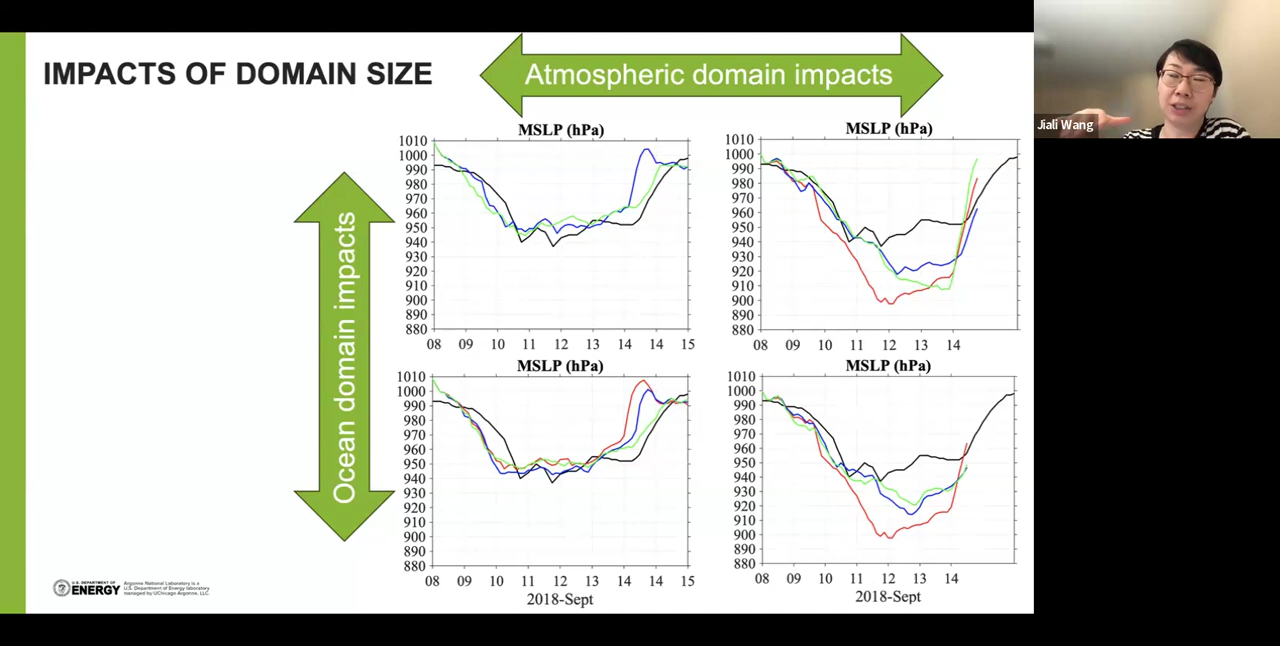 IMPACTS OF DOMAIN SIZE
Atmospheric domain impacts
Jiali Wang
Ocean domain impacts
MSLP (hPa)
1010
1000
990
980
970
960
950
940
930
920
910
900
890
880
08 09 10 11 12 13 14 15
MSLP (hPa)
1010
1000
990
980
970
960
950
940
930
920
910
900
890
880
08 09 10 11 12 13 14
MSLP (hPa)
1010
1000
990
980
970
960
950
940
930
920
910
900
890
880
08 09 10 11 12 13 14 15
2018-Sept
MSLP (hPa)
1010
1000
990
980
970
960
950
940
930
920
910
900
890
880
08 09 10 11 12 13 14
2018-Sept
U.S. DEPARTMENT OF
ENERGY
Argonne National Laboratory is a
U.S. Department of Energy laboratory
managed by UChicago Argonne, LLC.